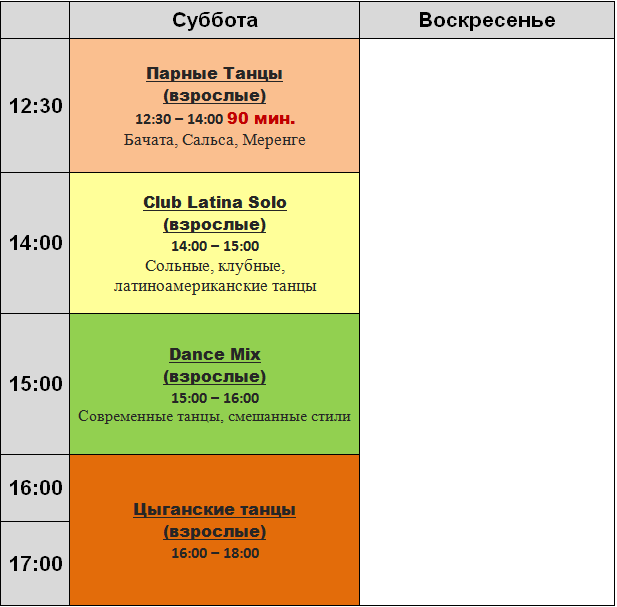 Суббота
Воскресенье
12:30
Парные Танцы
(взрослые)
12:30 – 14:00 90 мин.
Бачата, Сальса, Меренге
14:00
Club Latina Solo
(взрослые)
14:00 – 15:00
Сольные, клубные,
латиноамериканские танцы
15:00
Dance Mix
(взрослые)
15:00 – 16:00
Современные танцы, смешанные стили
16:00
Цыганские танцы
(взрослые)
16:00 – 18:00
17:00